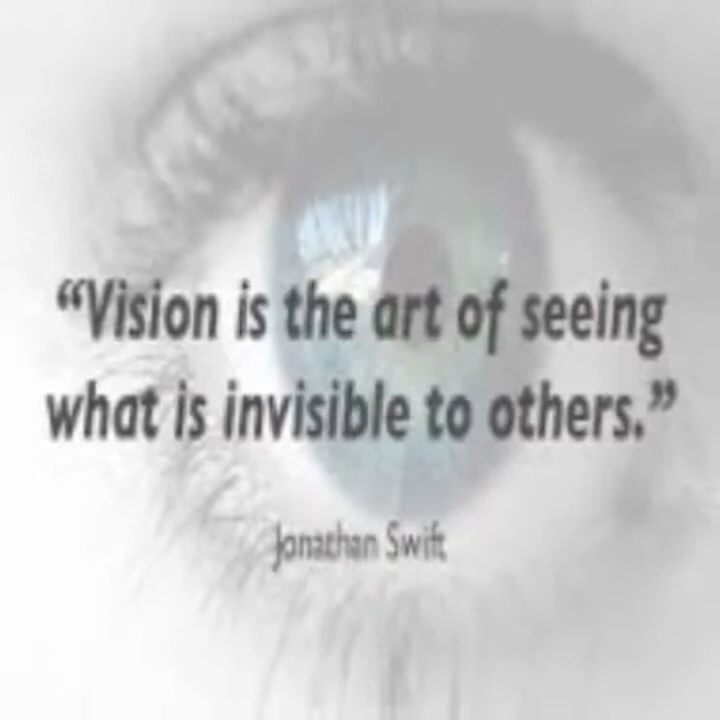 “Vision is the art of seeing
what is invisible to others.”
Jonathan Swift